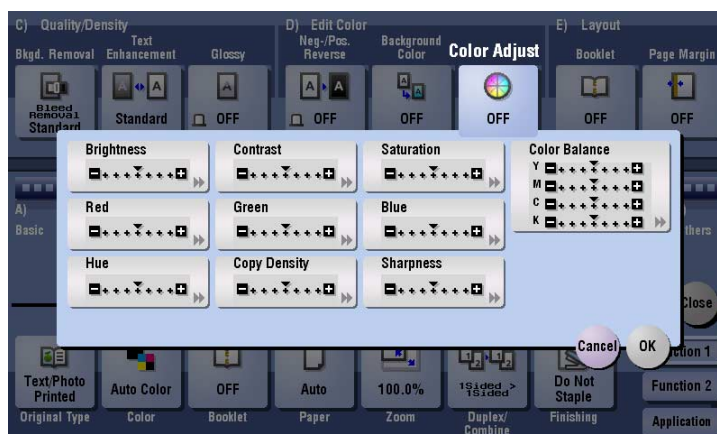 C) Quality/Density
D) Edit Color
E) Layout
Bkgd. Removal
Text
Enhancement
Glossy
Neg-/Pos.
Reverse
Background
Color
Color Adjust
Booklet
Page Margin
Bleed
Removal
Standard
Standard
OFF
OFF
OFF
OFF
OFF
OFF
Brightness
Contrast
Saturation
Color Balance
Y
M
C
K
A)
Basic
Red
Green
Blue
thers
Hue
Copy Density
Sharpness
Close
Cancel
OK
ction 1
Text/Photo
Printed
Auto Color
OFF
Auto
100.0%
1Sided >
1Sided
Do Not
Staple
Function 2
Original Type
Color
Booklet
Paper
Zoom
Duplex/
Combine
Finishing
Application